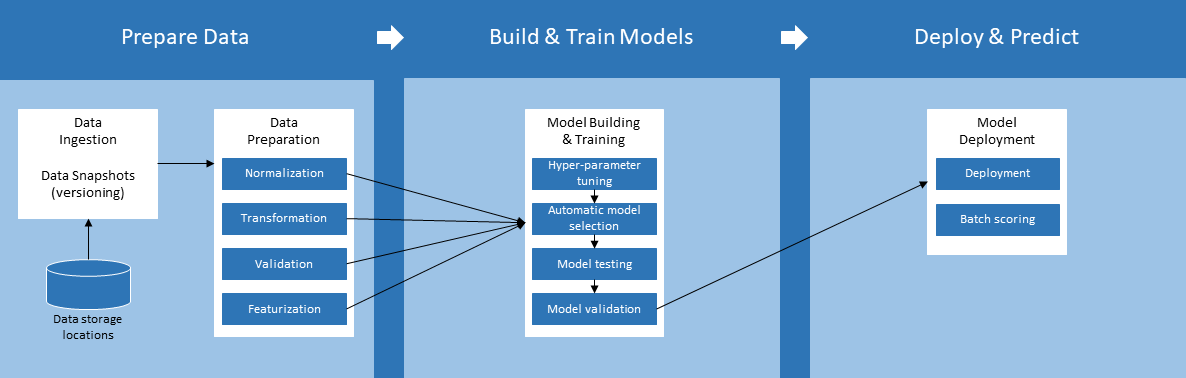 Prepare Data
Build & Train Models
Deploy & Predict
Data
Ingestion
Data Snapshots
(versioning)
Data storage
locations
Data
Preparation
Normalization
Transformation
Validation
Featurization
Model Building
& Training
Hyper-parameter
tuning
Automatic model
selection
Model testing
Model validation
Model
Deployment
Deployment
Batch scoring